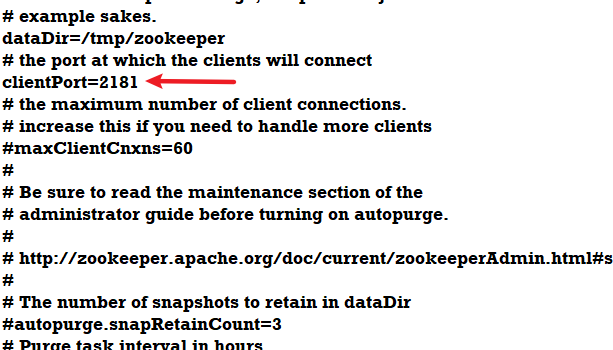 # example sakes.
dataDir=/tmp/zookeeper
# the port at which the clients will connect
clientPort=2181
# the maximum number of client connections.
# increase this if you need to handle more clients
#maxClientCnxns=60
#
# Be sure to read the maintenance section of the
# administrator guide before turning on autopurge.
#
# http://zookeeper.apache.org/doc/current/zookeeperAdmin.html#s
#
# The number of snapshots to retain in dataDir
#autopurge.snapRetainCount=3
# Purge task interval in hours